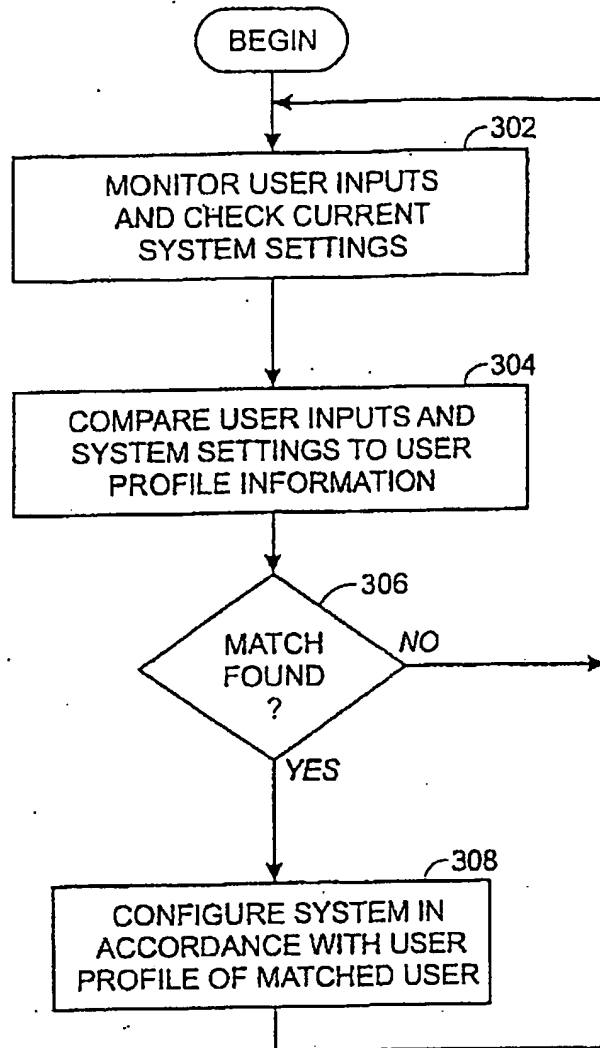 BEGIN
302
MONITOR USER INPUTS
AND CHECK CURRENT
SYSTEM SETTINGS
304
COMPARE USER INPUTS AND
SYSTEM SETTINGS TO USER
PROFILE INFORMATION
306
MATCH
FOUND
?
NO
YES
308
CONFIGURE SYSTEM IN
ACCORDANCE WITH USER
PROFILE OF MATCHED USER